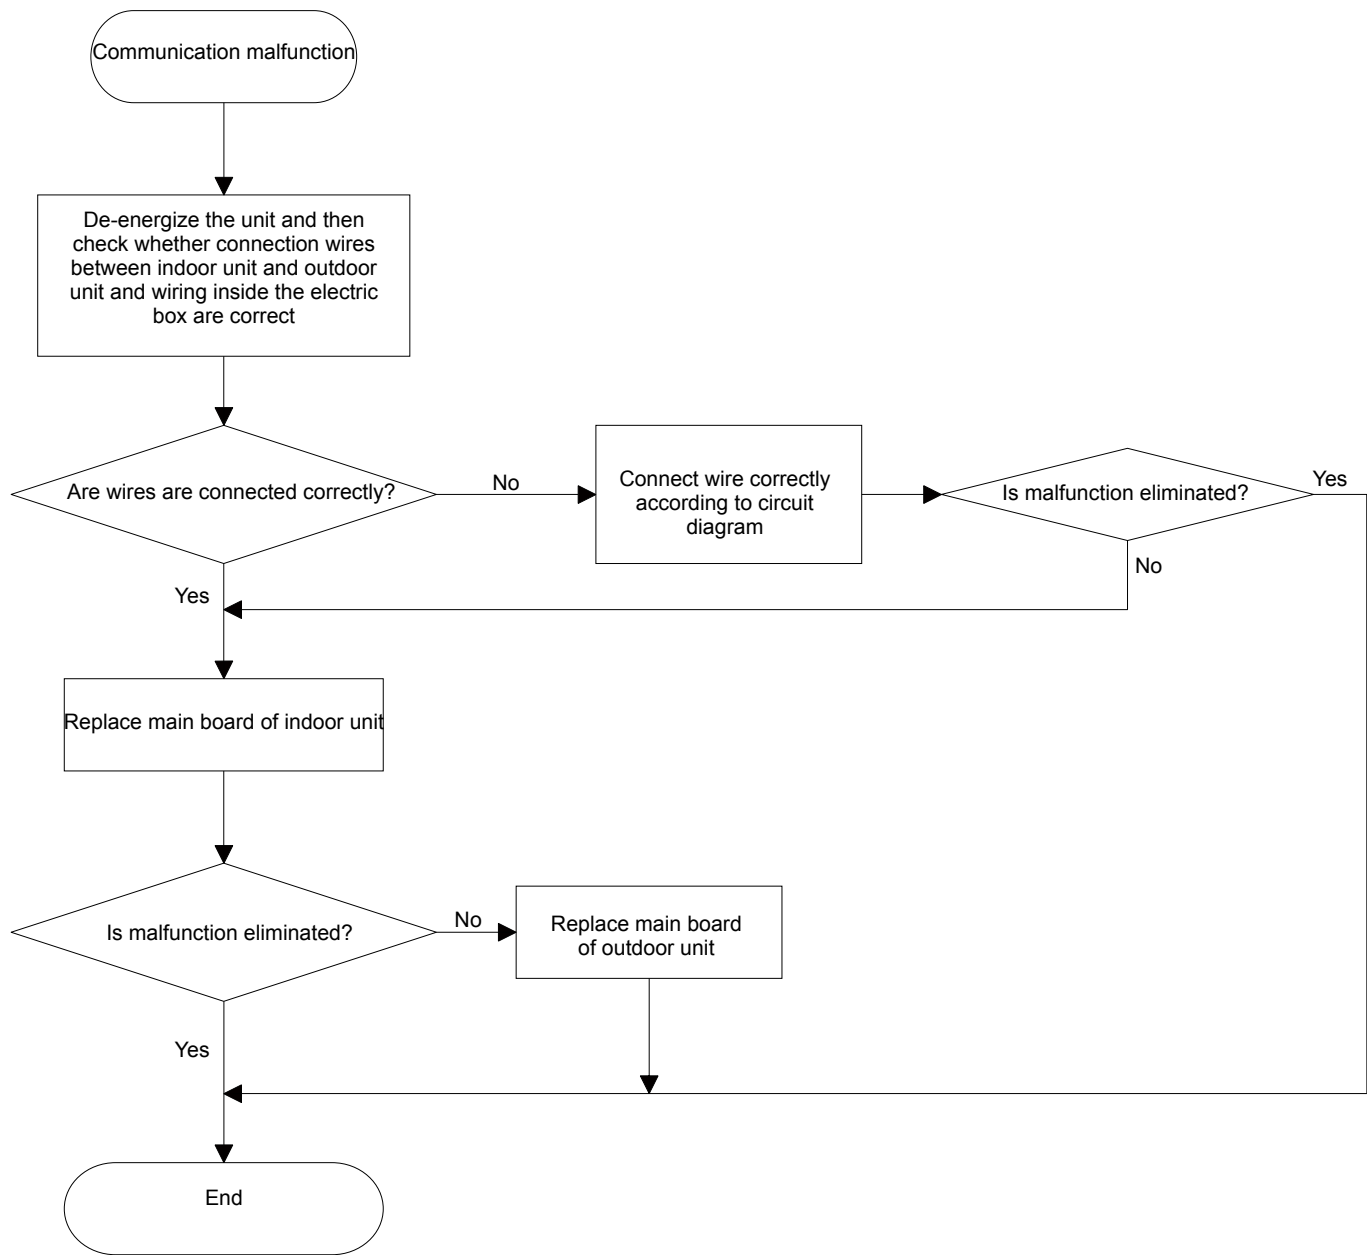 Communication malfunction
De-energize the unit and then
check whether connection wires
between indoor unit and outdoor
unit and wiring inside the electric
box are correct
Are wires are connected correctly?
No
Connect wire correctly
according to circuit
diagram
Is malfunction eliminated?
Yes
No
Yes
Replace main board of indoor unit
Is malfunction eliminated?
No
Replace main board
of outdoor unit
Yes
End